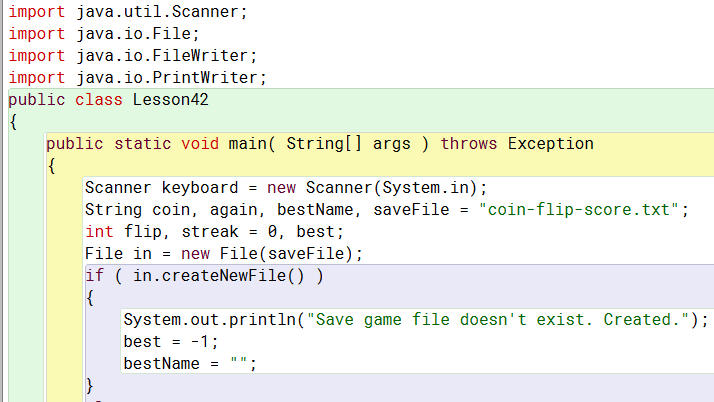 import java.util.Scanner;
import java.io.File;
import java.io.FileWriter;
import java.io.PrintWriter;
public class Lesson42
{
public static void main( String[] args ) throws Exception
{
Scanner keyboard = new Scanner(System.in);
String coin, again, bestName, saveFile = "coin-flip-score.txt";
int flip, streak = 0, best;
File in = new File(saveFile);
if ( in.createNewFile() )
{
System.out.println("Save game file doesn't exist. Created.");
best = -1;
bestName = "";
}